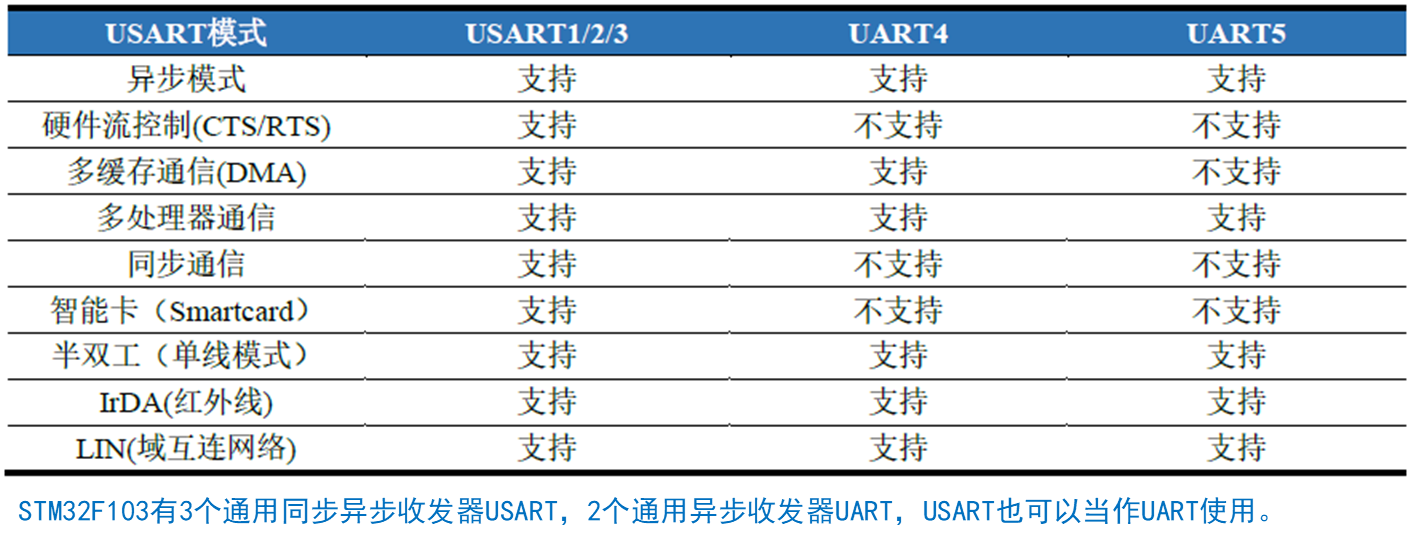 USART模式 USART1/2/3 UART4 UART5
异步模式 支持 支持 支持
硬件流控制(CTS/RTS) 支持 不支持 不支持
多缓存通信(DMA) 支持 支持 不支持
多处理器通信 支持 支持 支持
同步通信 支持 不支持 不支持
智能卡（Smartcard） 支持 不支持 不支持
半双工（单线模式） 支持 支持 支持
IrDA(红外线) 支持 支持 支持
LIN(域互连网络) 支持 支持 支持
STM32F103有3个通用同步异步收发器USART，2个通用异步收发器UART，USART也可以当作UART使用。